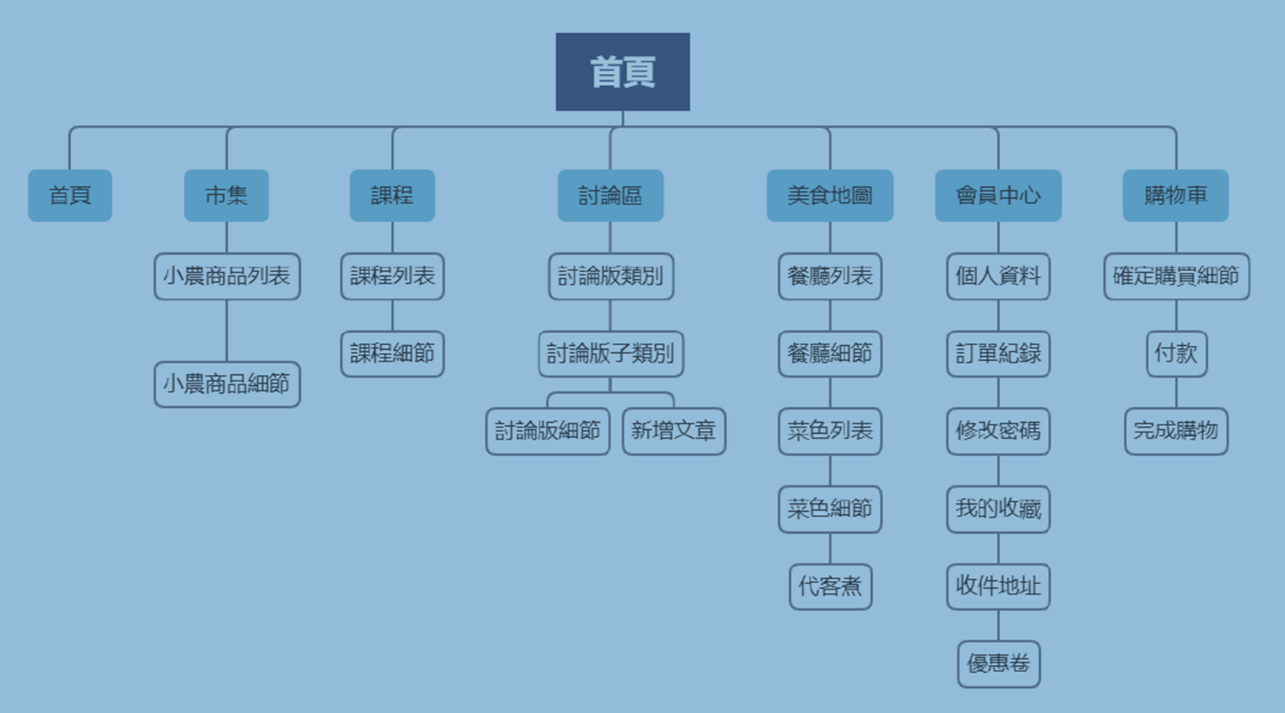 首頁
首頁
市集
課程
討論區
美食地圖
會員中心
購物車
小農商品列表
課程列表
討論版類別
餐廳列表
個人資料
確定購買細節
課程細節
討論版子類別
餐廳細節
訂單紀錄
付款
小農商品細節
討論版細節
新增文章
菜色列表
修改密碼
完成購物
菜色細節
我的收藏
代客煮
收件地址
優惠卷